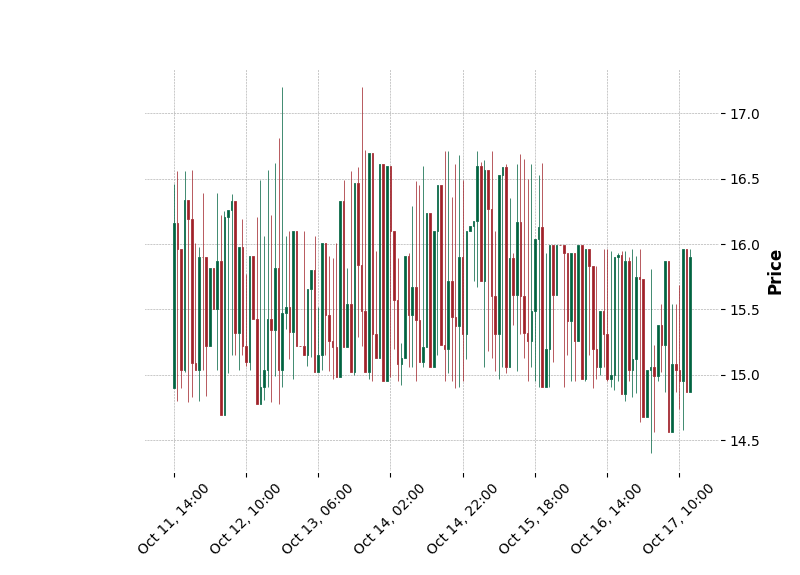 17.0
16.5
16.0
15.5
15.0
14.5
Price
Oct 11, 14:00
Oct 12, 10:00
Oct 13, 06:00
Oct 14, 02:00
Oct 14, 22:00
Oct 15, 18:00
Oct 16, 14:00
Oct 17, 10:00